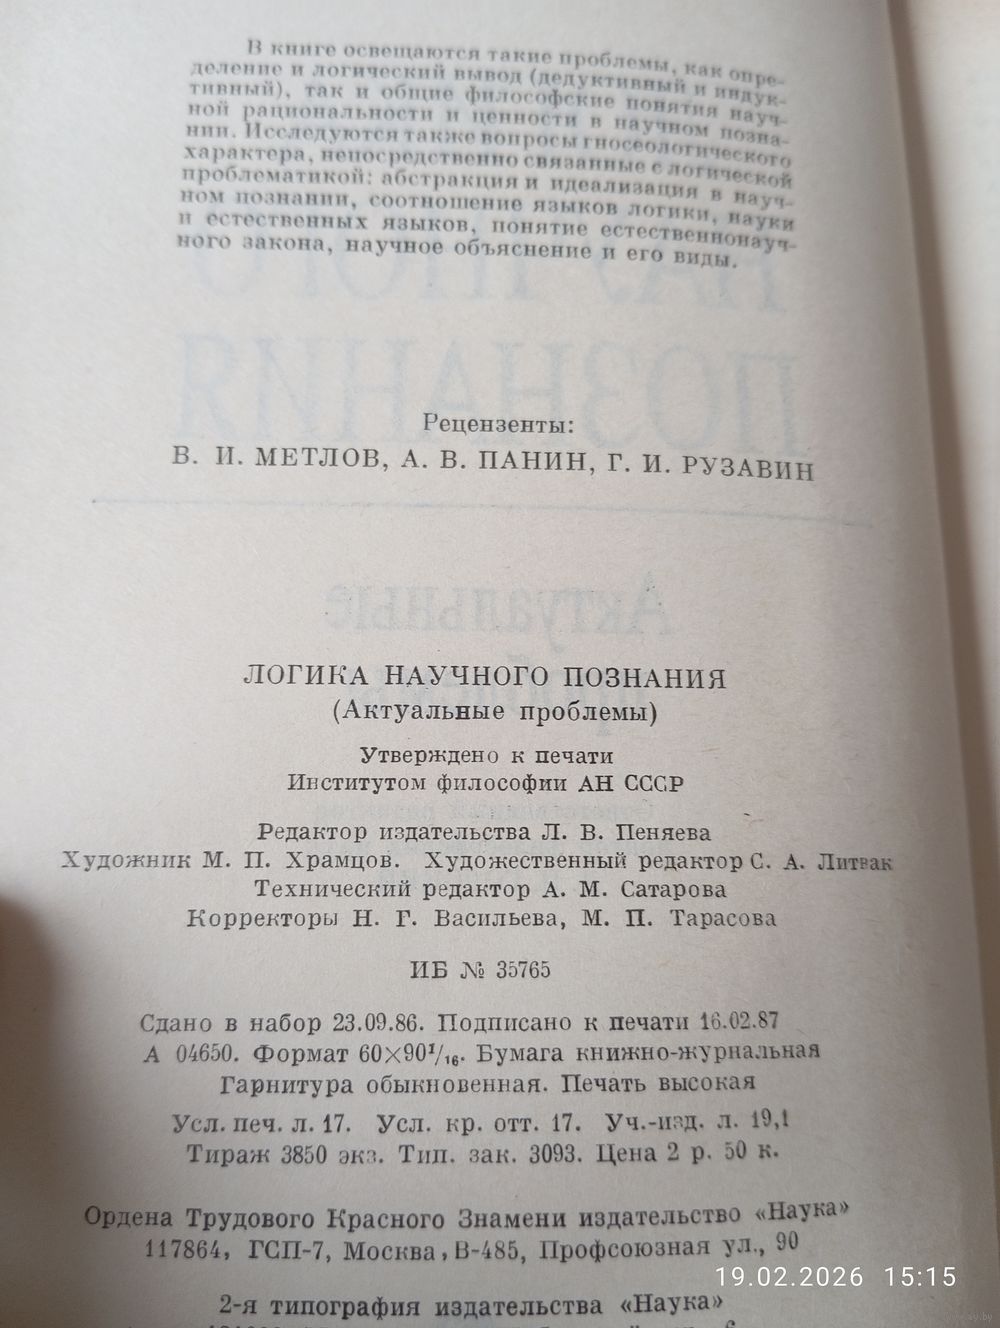 В книге освещаются такие проблемы, как опре-
деление и логический вывод (дедуктивный и индук-
тивный), так и общие философские понятия науч-
ной рациональности и ценности в научном позна-
нии. Исследуются также вопросы гносеологического
характера, непосредственно связанные с логической
проблематикой: абстракция и идеализация в науч-
ном познании, соотношение языков логики, науки
и естественных языков, понятие естественнонауч-
ного закона, научное объяснение и его виды.
НАУЧНОГО
ПОЗНАНИЯ
Рецензенты:
В. И. МЕТЛОВ, А. В. ПАНИН, Г. И. РУЗАВИН
Актуальные
ЛОГИКА НАУЧНОГО ПОЗНАНИЯ
(Актуальные проблемы)
Утверждено к печати
Институтом философии АН СССР
Редактор издательства Л. В. Пеняева
Художник М. П. Храмцов. Художественный редактор С. А. Литвак
Технический редактор А. М. Сатарова
Корректоры Н. Г. Васильева, М. П. Тарасова
ИБ № 35765
Сдано в набор 23.09.86. Подписано к печати 16.02.87
А 04650. Формат 60×90¹/₁₆. Бумага книжно-журнальная
Гарнитура обыкновенная. Печать высокая
Усл. печ. л. 17. Усл. кр. отт. 17. Уч.-изд. л. 19,1
Тираж 3850 экз. Тип. зак. 3093. Цена 2 р. 50 к.
Ордена Трудового Красного Знамени издательство «Наука»
117864, ГСП-7, Москва, В-485, Профсоюзная ул., 90
19.02.2026 15:15
2-я типография издательства «Наука»